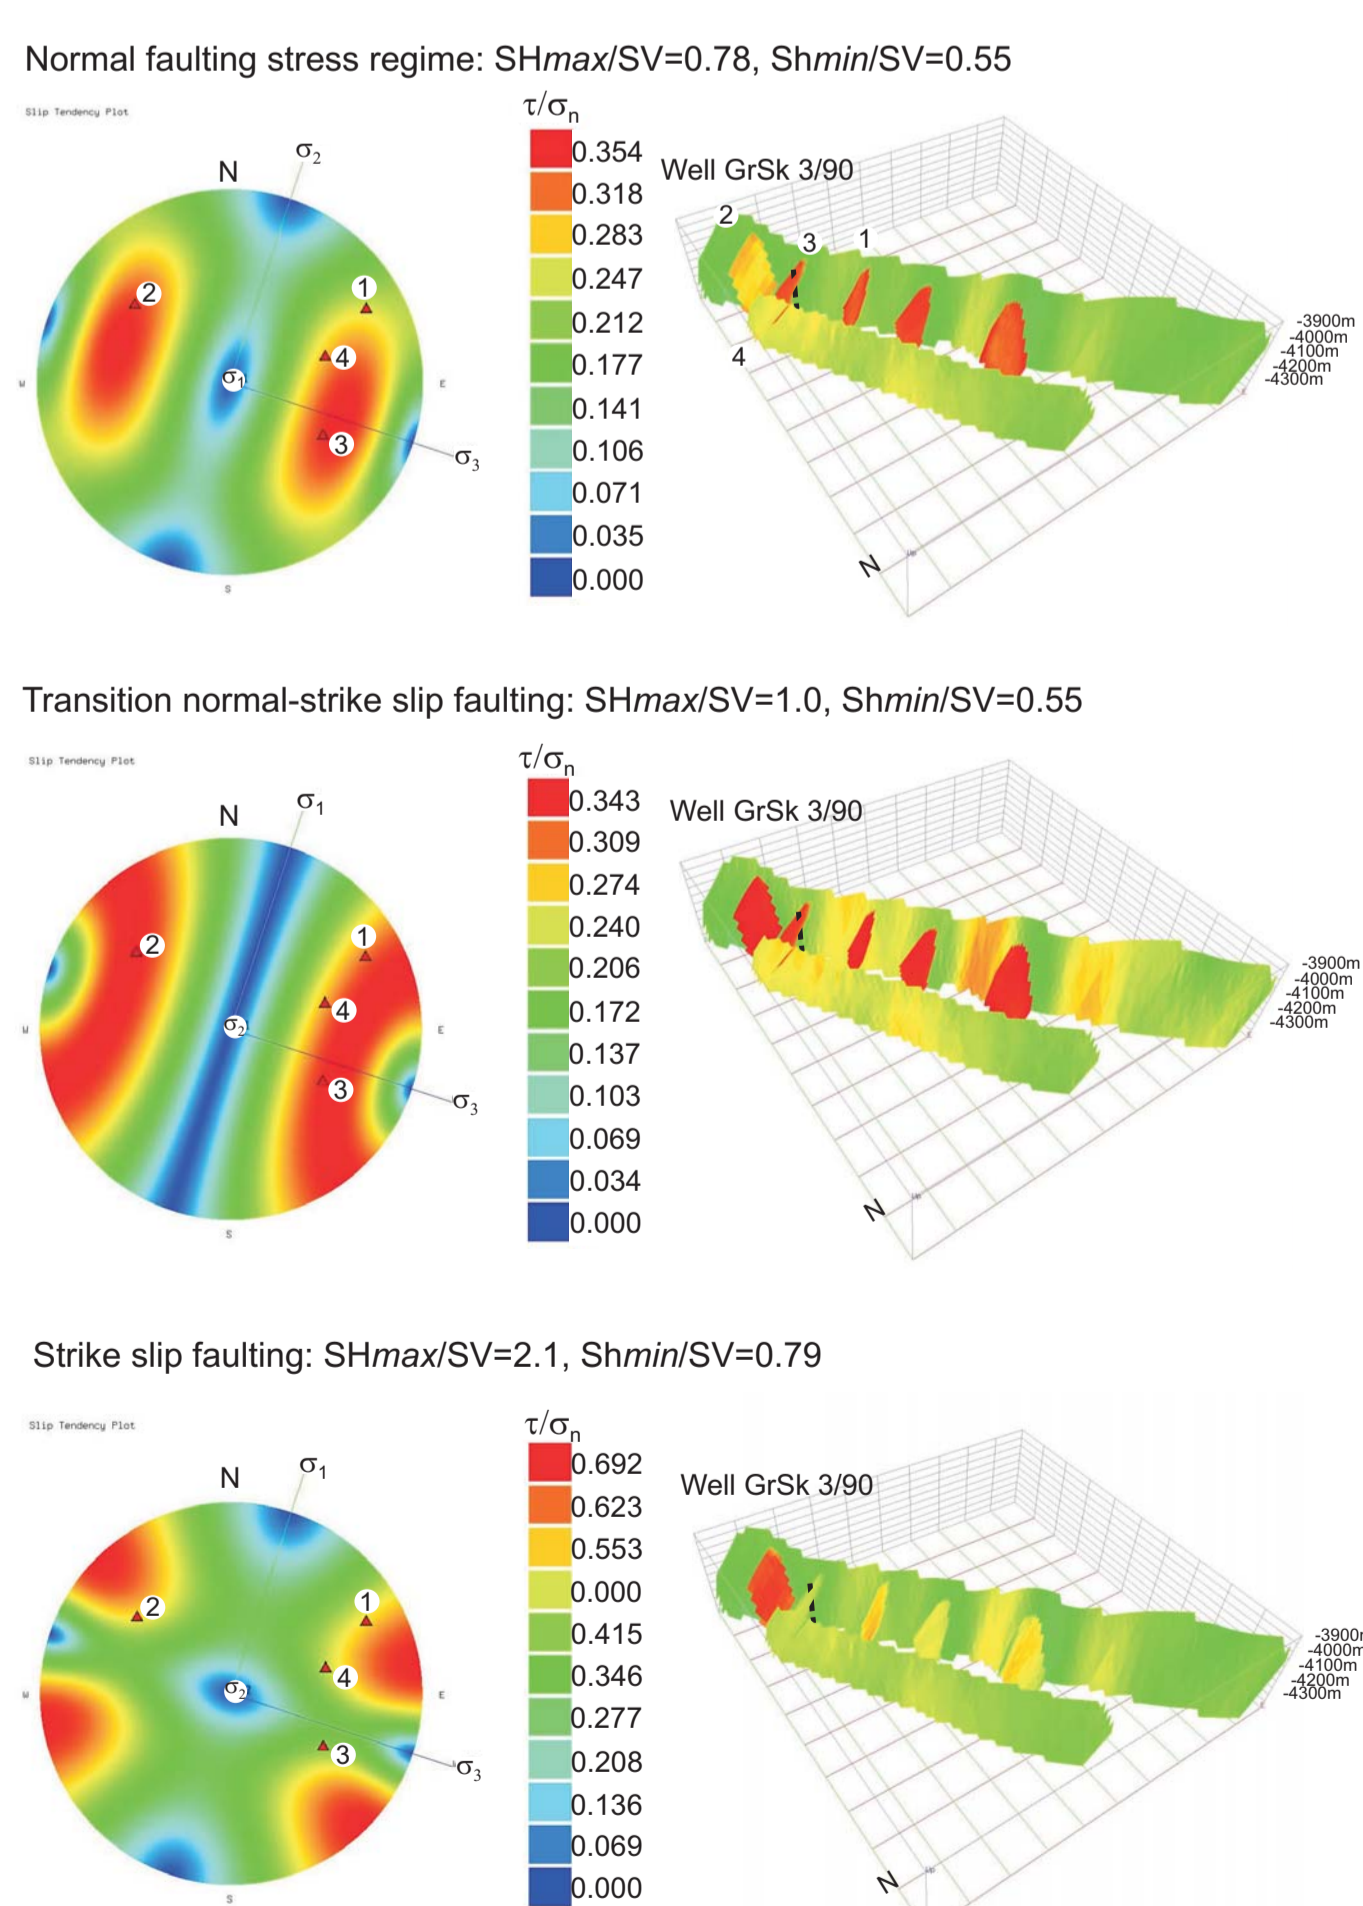 Normal faulting stress regime: SHmax/SV=0.78, Shmin/SV=0.55
Slip Tendency Plot
N
σ2
W
E
S
σ1
σ3
1
2
3
4
τ/σn
0.354
0.318
0.283
0.247
0.212
0.177
0.141
0.106
0.071
0.035
0.000
Well GrSk 3/90
2
3
1
4
-3900m
-4000m
-4100m
-4200m
-4300m
N
Up
Transition normal-strike slip faulting: SHmax/SV=1.0, Shmin/SV=0.55
Slip Tendency Plot
N
σ1
W
E
S
σ2
σ3
1
2
3
4
τ/σn
0.343
0.309
0.274
0.240
0.206
0.172
0.137
0.103
0.069
0.034
0.000
Well GrSk 3/90
-3900m
-4000m
-4100m
-4200m
-4300m
N
Up
Strike slip faulting: SHmax/SV=2.1, Shmin/SV=0.79
Slip Tendency Plot
N
σ1
W
E
S
σ2
σ3
1
2
3
4
τ/σn
0.692
0.623
0.553
0.000
0.415
0.346
0.277
0.208
0.136
0.069
0.000
Well GrSk 3/90
-3900m
-4000m
-4100m
-4200m
-4300m
N
Up